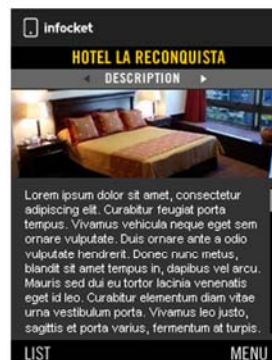 infocket
HOTEL LA RECONQUISTA
DESCRIPTION
Lorem ipsum dolor sit amet, consectetur
adipiscing elit. Curabitur feugiat porta
tempus. Vivamus vehicula neque eget sem
ornare vulputate. Duis ornare ante a odio
vulputate hendrerit. Donec nunc metus,
blandit sit amet tempus in, dapibus vel arcu.
Mauris sed dui eu tortor lacinia venenatis
eget id leo. Curabitur elementum diam vitae
urna vestibulum porta. Vivamus leo justo,
sagittis et porta varius, fermentum at turpis.
LIST
MENU